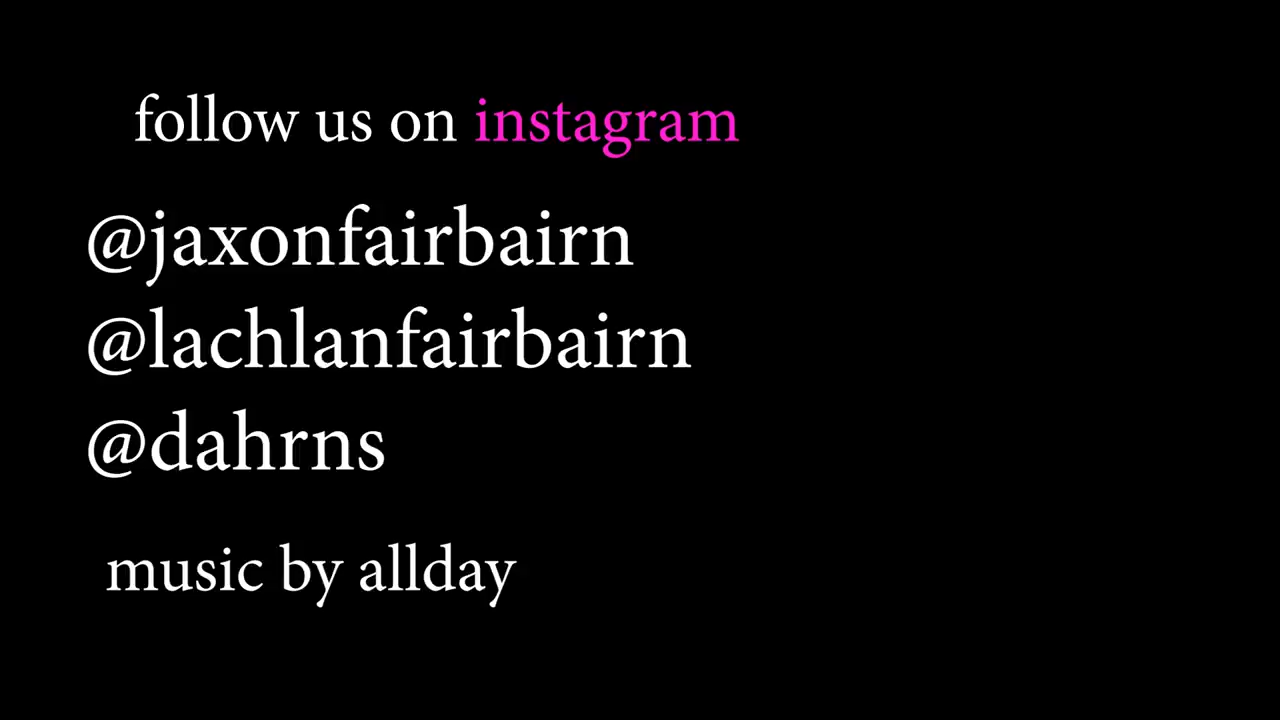 follow us on instagram
@jaxonfairbairn
@lachlanfairbairn
@dahrns
music by allday